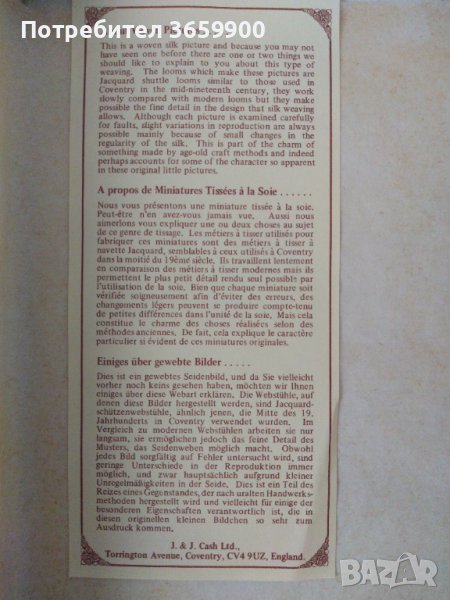 Потребител 3659900
This is a woven silk picture and because you may not
have seen one before there are one or two things we
should like to explain to you about this type of
weaving. The looms which make these pictures are
Jacquard shuttle looms similar to those used in
Coventry in the mid-nineteenth century, they work
slowly compared with modern looms but they make
possible the fine detail in the design that silk weaving
allows. Although each picture is examined carefully
for faults, slight variations in reproduction are always
possible mainly because of small changes in the
regularity of the silk. This is part of the charm of
something made by age-old craft methods and indeed
perhaps accounts for some of the character so apparent
in these original little pictures.
A propos de Miniatures Tissées à la Soie . . . . . .
Nous vous présentons une miniature tissée à la soie.
Peut-être n'en avez-vous jamais vue. Aussi nous
aimerions vous expliquer une ou deux choses au sujet
de ce genre de tissage. Les métiers à tisser utilisés pour
fabriquer ces miniatures sont des métiers à tisser à
navette Jacquard, semblables à ceux utilisés à Coventry
dans la moitié du 19ème siècle. Ils travaillent lentement
en comparaison des métiers à tisser modernes mais ils
permettent le plus petit détail rendu seul possible par
l'utilisation de la soie. Bien que chaque miniature soit
vérifiée soigneusement afin d'éviter des erreurs, des
changements légers peuvent se produire compte-tenu
de petites différences dans l'unité de la soie. Mais cela
constitue le charme des choses réalisées selon des
méthodes anciennes. De fait, cela explique le caractère
particulier si évident de ces miniatures originales.
Einiges über gewebte Bilder . . . . .
Dies ist ein gewebtes Seidenbild, und da Sie vielleicht
vorher noch keins gesehen haben, möchten wir Ihnen
einiges über diese Webart erklären. Die Webstühle, auf
denen diese Bilder hergestellt werden, sind Jacquard-
schützenwebstühle, ähnlich jenen, die Mitte des 19.
Jahrhunderts in Coventry verwendet wurden. Im
Vergleich zu modernen Webstühlen arbeiten sie nur
langsam, sie ermöglichen jedoch das feine Detail des
Musters, das Seidenweben möglich macht. Obwohl
jedes Bild sorgfältig auf Fehler untersucht wird, sind
geringe Unterschiede in der Reproduktion immer
möglich, und zwar hauptsächlich aufgrund kleiner
Unregelmäßigkeiten in der Seide. Dies ist ein Teil des
Reizes eines Gegenstandes, der nach uralten Handwerks-
methoden hergestellt wird und vielleicht für einige der
besonderen Eigenschaften verantwortlich ist, die in
diesen originellen kleinen Bildchen so sehr zum
Ausdruck kommen.
J. & J. Cash Ltd.,
Torrington Avenue, Coventry, CV4 9UZ, England.
BAZAR